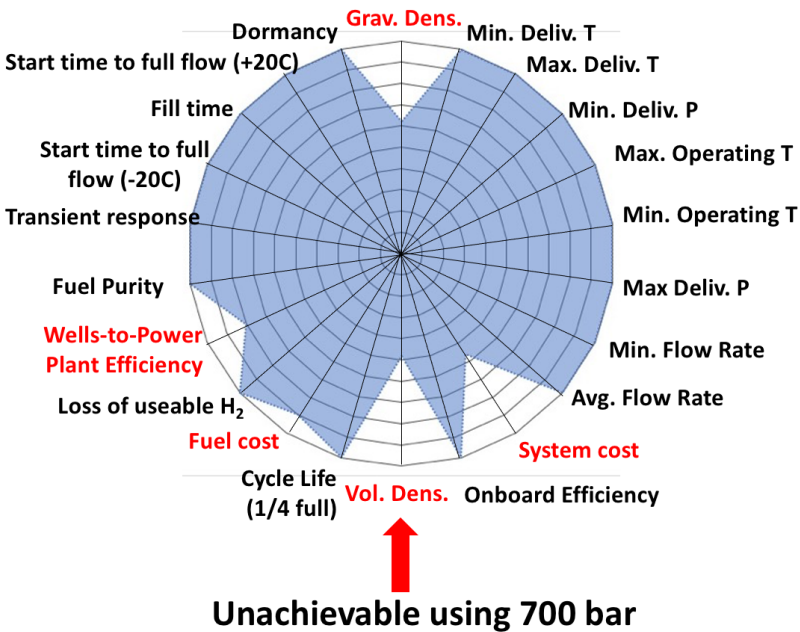 Grav. Dens.
Dormancy
Min. Deliv. T
Start time to full flow (+20C)
Max. Deliv. T
Fill time
Min. Deliv. P
Start time to full
flow (-20C)
Max. Operating T
Transient response
Min. Operating T
Fuel Purity
Max Deliv. P
Wells-to-Power
Plant Efficiency
Min. Flow Rate
Loss of useable H₂
Avg. Flow Rate
Fuel cost
System cost
Cycle Life
(1/4 full)
Vol. Dens.
Onboard Efficiency
Unachievable using 700 bar